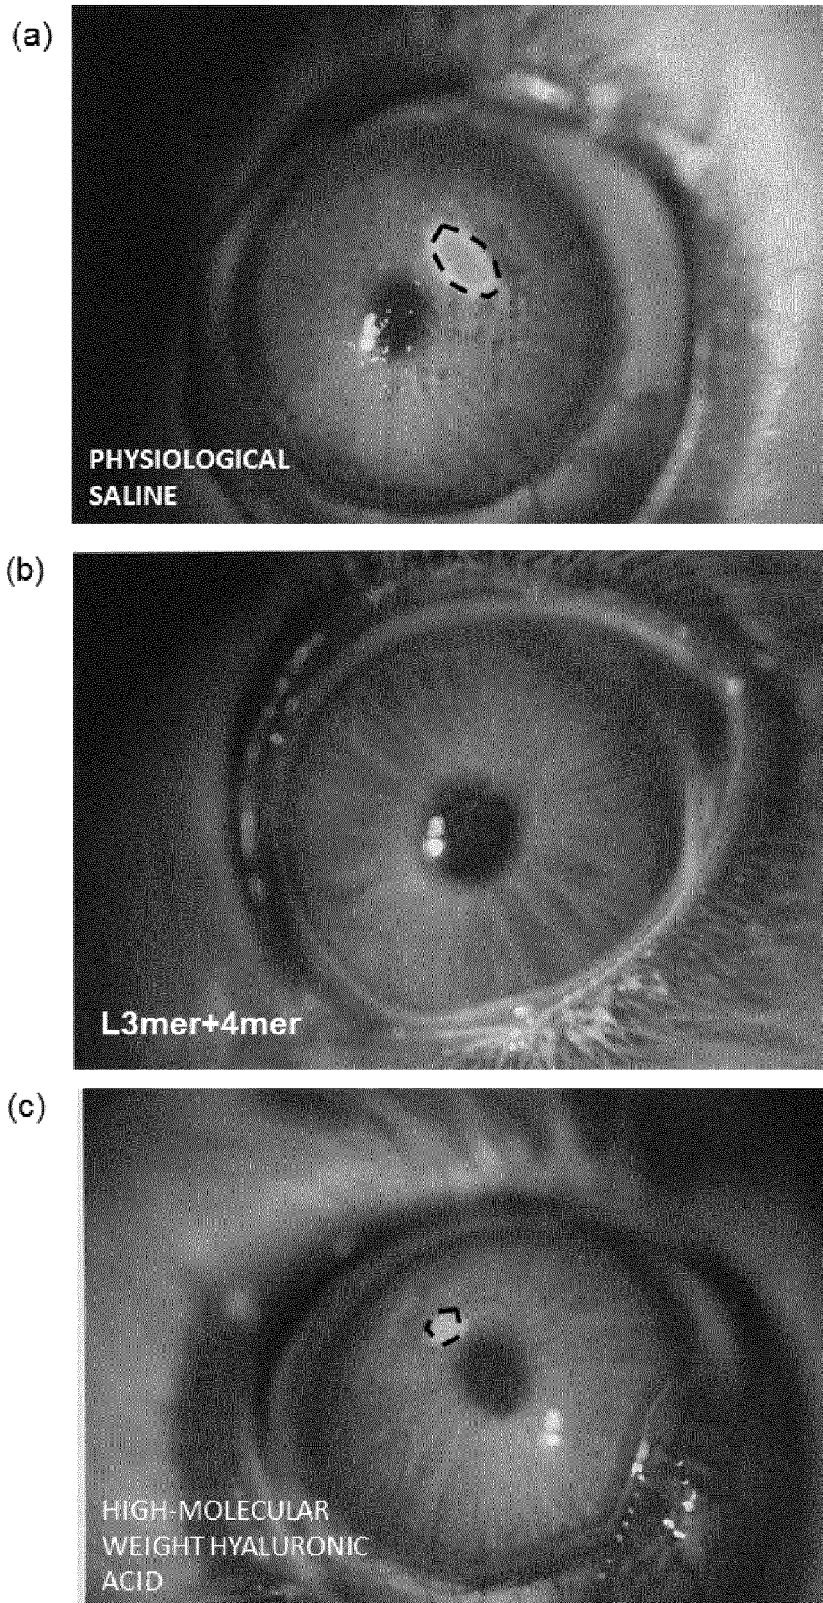 (a)
PHYSIOLOGICAL
SALINE
(b)
L3mer+4mer
(c)
HIGH-MOLECULAR
WEIGHT HYALURONIC
ACID